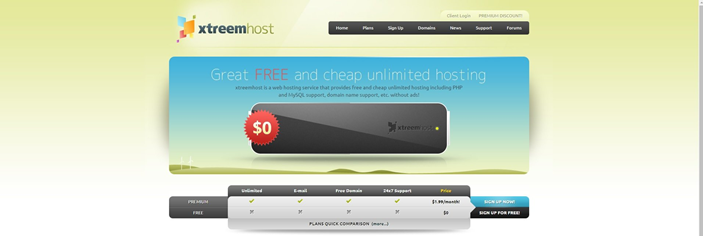 Client Login PREMIUM DISCOUNT!
xtreemhost
Home Plans Sign Up Domains News Support Forums
Great FREE and cheap unlimited hosting
xtreemhost is a web hosting service that provides free and cheap unlimited hosting including PHP
and MySQL support, domain name support, etc. without ads!
$0
xtreemhost
Unlimited E-mail Free Domain 24x7 Support Price
PREMIUM $1.99/month! SIGN UP NOW!
FREE $0 SIGN UP FOR FREE!
PLANS QUICK COMPARISON (more...)